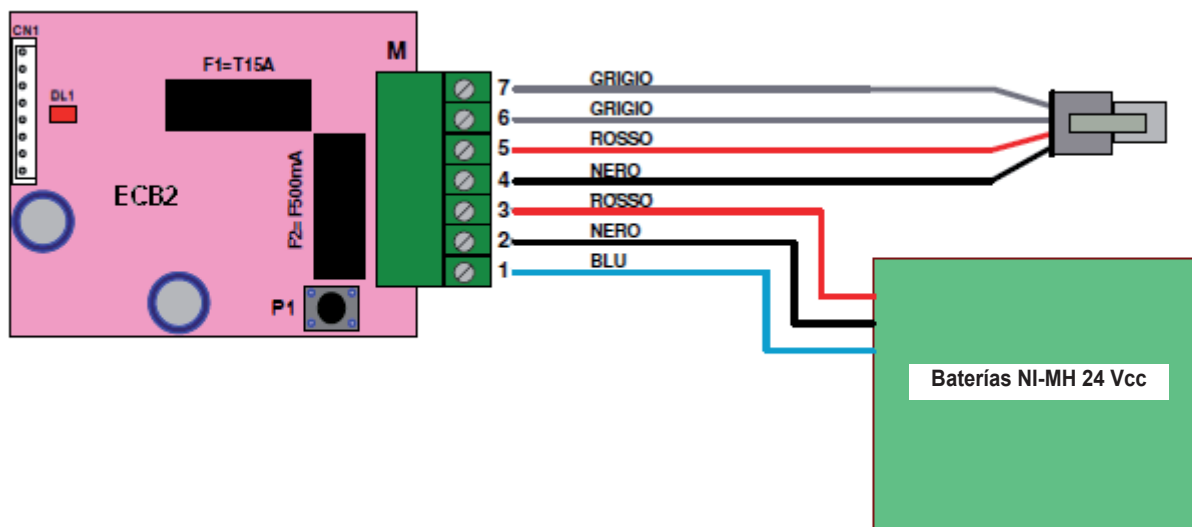 CN1
M
F1=T15A
DL1
7 GRIGIO
6 GRIGIO
5 ROSSO
4 NERO
ECB2
F2= F500mA
3 ROSSO
2 NERO
1 BLU
P1
Baterías NI-MH 24 Vcc